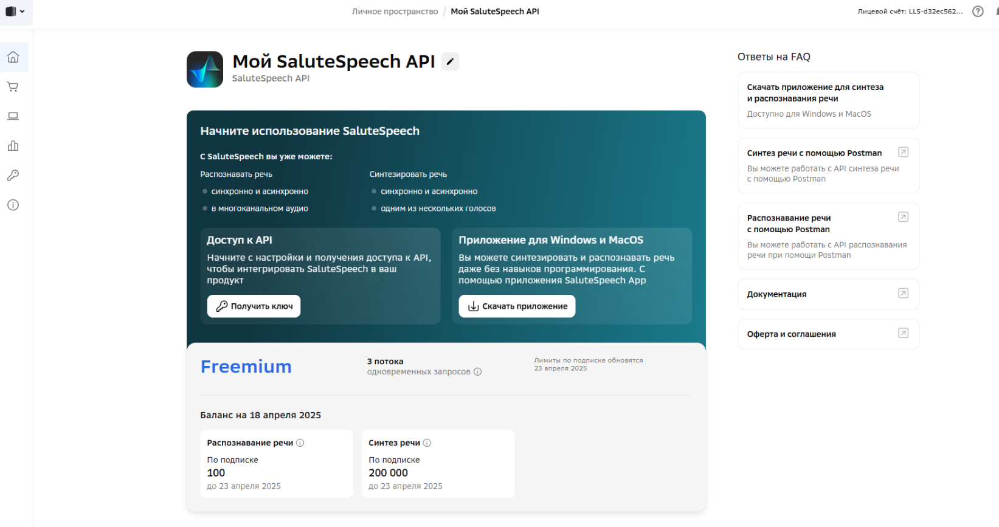 Личное пространство / Мой SaluteSpeech API
Лицевой счёт: LLS-d32ec562...
Мой SaluteSpeech API
SaluteSpeech API
Начните использование SaluteSpeech
С SaluteSpeech вы уже можете:
Распознавать речь
синхронно и асинхронно
в многоканальном аудио
Синтезировать речь
синхронно и асинхронно
одним из нескольких голосов
Доступ к API
Начните с настройки и получения доступа к API,
чтобы интегрировать SaluteSpeech в ваш
продукт
Получить ключ
Приложение для Windows и MacOS
Вы можете синтезировать и распознавать речь
даже без навыков программирования. С
помощью приложения SaluteSpeech App
Скачать приложение
Freemium
3 потока
одновременных запросов
Лимиты по подписке обновятся
23 апреля 2025
Баланс на 18 апреля 2025
Распознавание речи
По подписке
100
до 23 апреля 2025
Синтез речи
По подписке
200 000
до 23 апреля 2025
Ответы на FAQ
Скачать приложение для синтеза
и распознавания речи
Доступно для Windows и MacOS
Синтез речи с помощью Postman
Вы можете работать с API синтеза речи
с помощью Postman
Распознавание речи
с помощью Postman
Вы можете работать с API распознавания
речи при помощи Postman
Документация
Оферта и соглашения